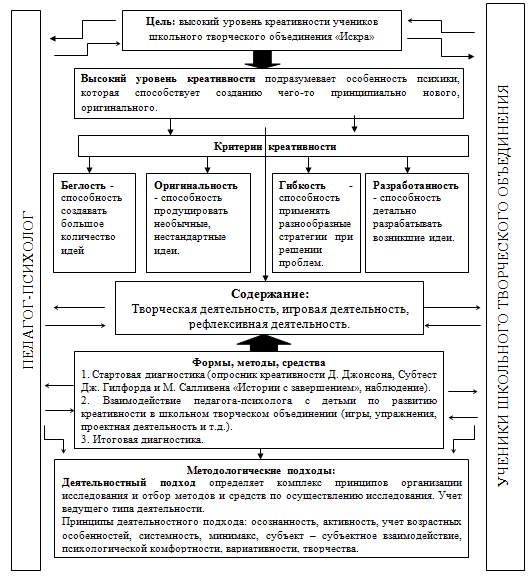 Цель: высокий уровень креативности учеников
школьного творческого объединения «Искра»
Высокий уровень креативности подразумевает особенность психики,
которая способствует созданию чего-то принципиально нового,
оригинального.
Критерии креативности
Беглость -
способность
создавать
большое
количество
идей
Оригинальность
- способность
продуцировать
необычные,
нестандартные
идеи.
Гибкость -
способность
применять
разнообразные
стратегии при
решении
проблем.
Разработанность
- способность
детально
разрабатывать
возникшие идеи.
Содержание:
Творческая деятельность, игровая деятельность,
рефлексивная деятельность.
Формы, методы, средства
1. Стартовая диагностика (опросник креативности Д. Джонсона, Субтест
Дж. Гилфорда и М. Салливена «Истории с завершением», наблюдение).
2. Взаимодействие педагога-психолога с детьми по развитию
креативности в школьном творческом объединении (игры, упражнения,
проектная деятельность и т.д.).
3. Итоговая диагностика.
Методологические подходы:
Деятельностный подход определяет комплекс принципов организации
исследования и отбор методов и средств по осуществлению исследования. Учет
ведущего типа деятельности.
Принципы деятельностного подхода: осознанность, активность, учет возрастных
особенностей, системность, минимакс, субъект – субъектное взаимодействие,
психологической комфортности, вариативности, творчества.
ПЕДАГОГ-ПСИХОЛОГ
УЧЕНИКИ ШКОЛЬНОГО ТВОРЧЕСКОГО ОБЪЕДИНЕНИЯ